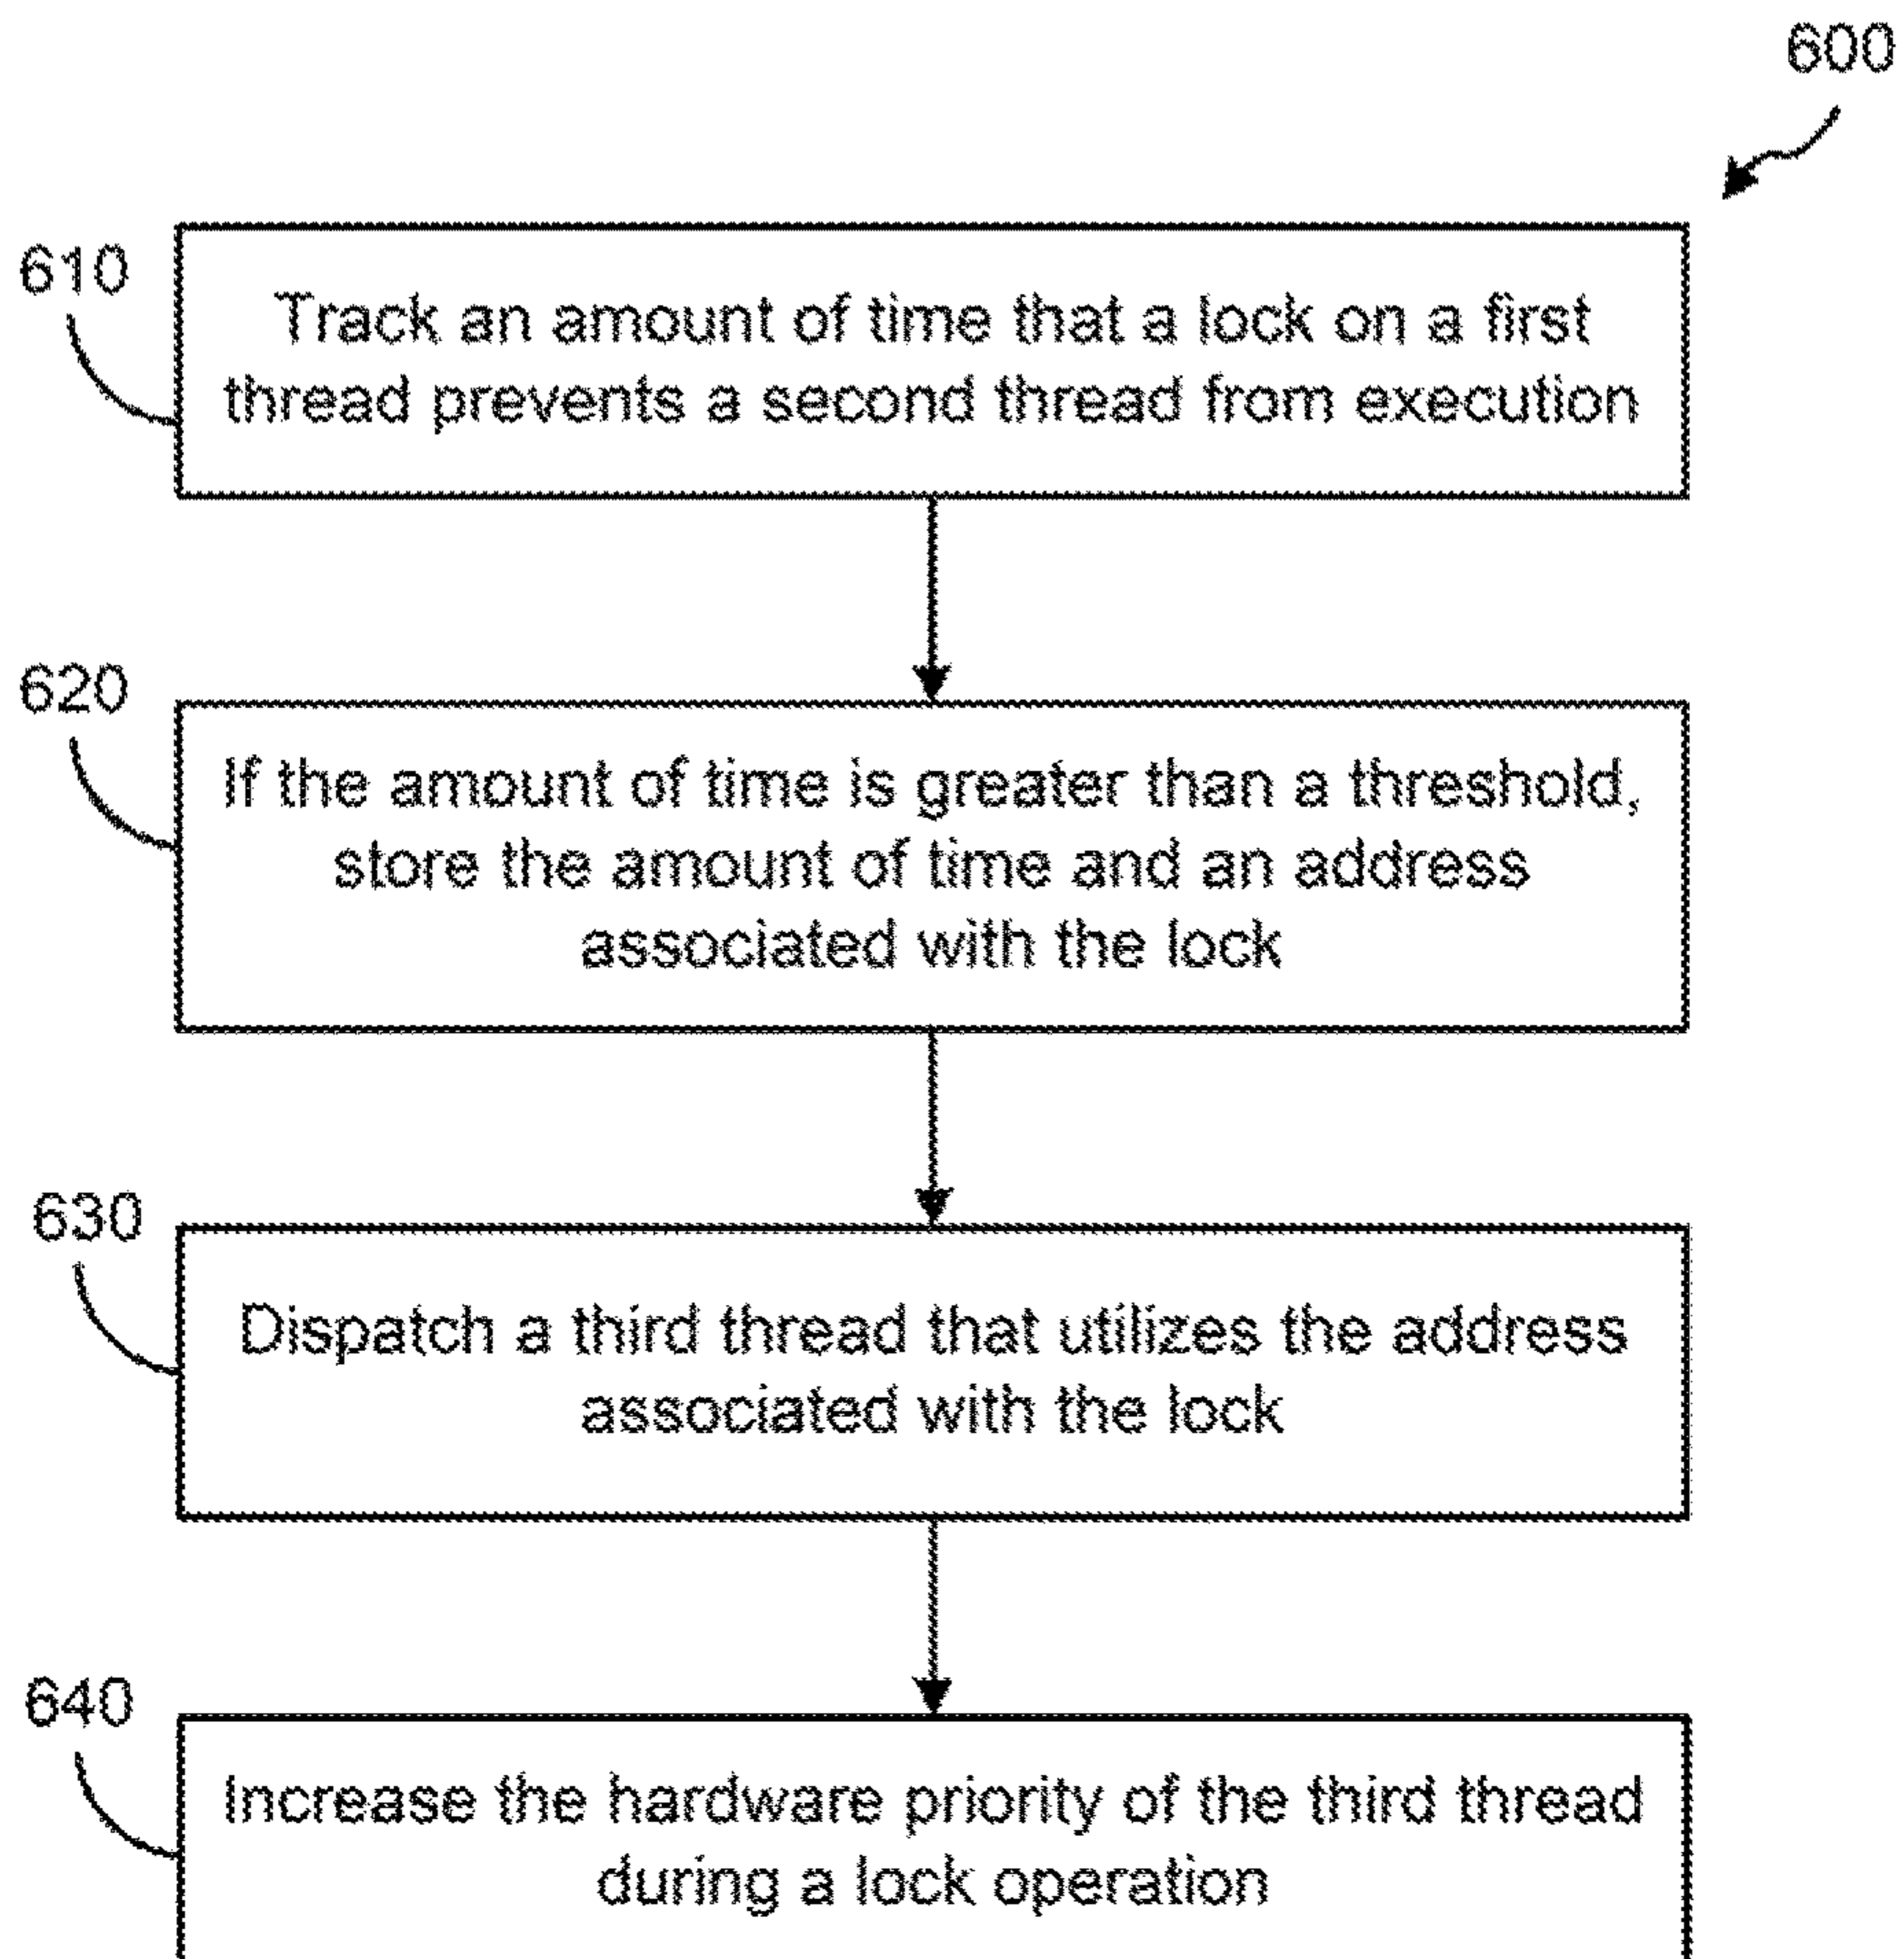 600
610
Track an amount of time that a lock on a first
thread prevents a second thread from execution
620
If the amount of time is greater than a threshold,
store the amount of time and an address
associated with the lock
630
Dispatch a third thread that utilizes the address
associated with the lock
640
Increase the hardware priority of the third thread
during a lock operation